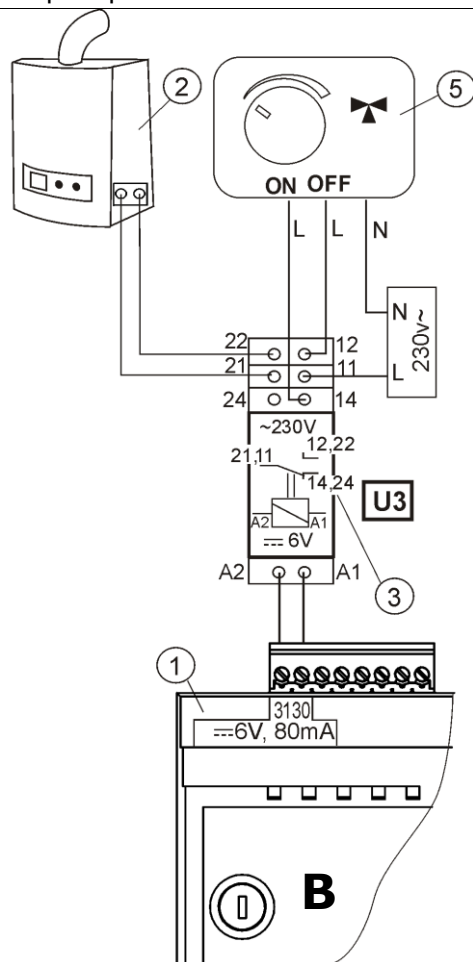 2
5
ON OFF
L L N
N
230v~
L
22 12
21 11
24 14
~230V
12,22
21,11
14,24
U3
A2 A1
⎓ 6V
3
A2 A1
1
3130
⎓6V, 80mA
B